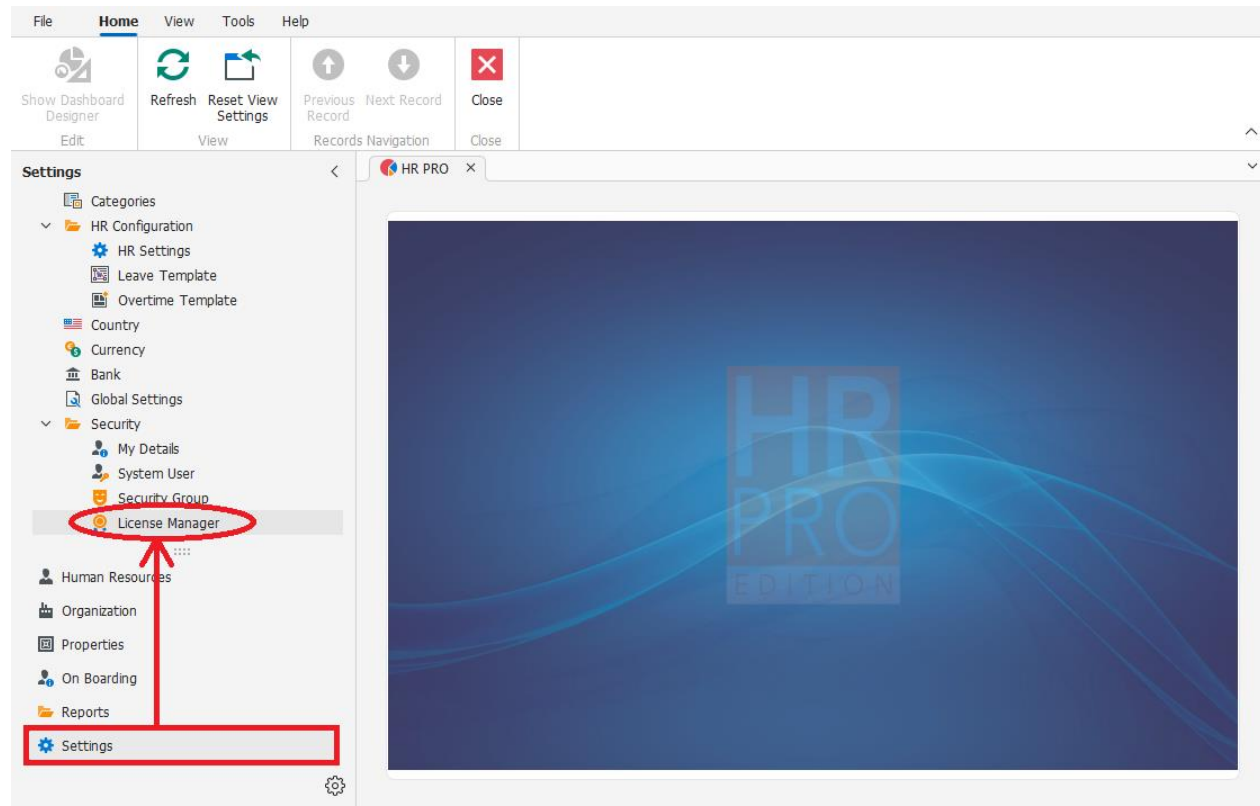 File Home View Tools Help
Show Dashboard Designer
Refresh
Reset View Settings
Previous Record
Next Record
Close
Edit
View
Records Navigation
Close
Settings
HR PRO
Categories
HR Configuration
HR Settings
Leave Template
Overtime Template
Country
Currency
Bank
Global Settings
Security
My Details
System User
Security Group
License Manager
Human Resources
Organization
Properties
On Boarding
Reports
Settings
HR
PRO
EDITION